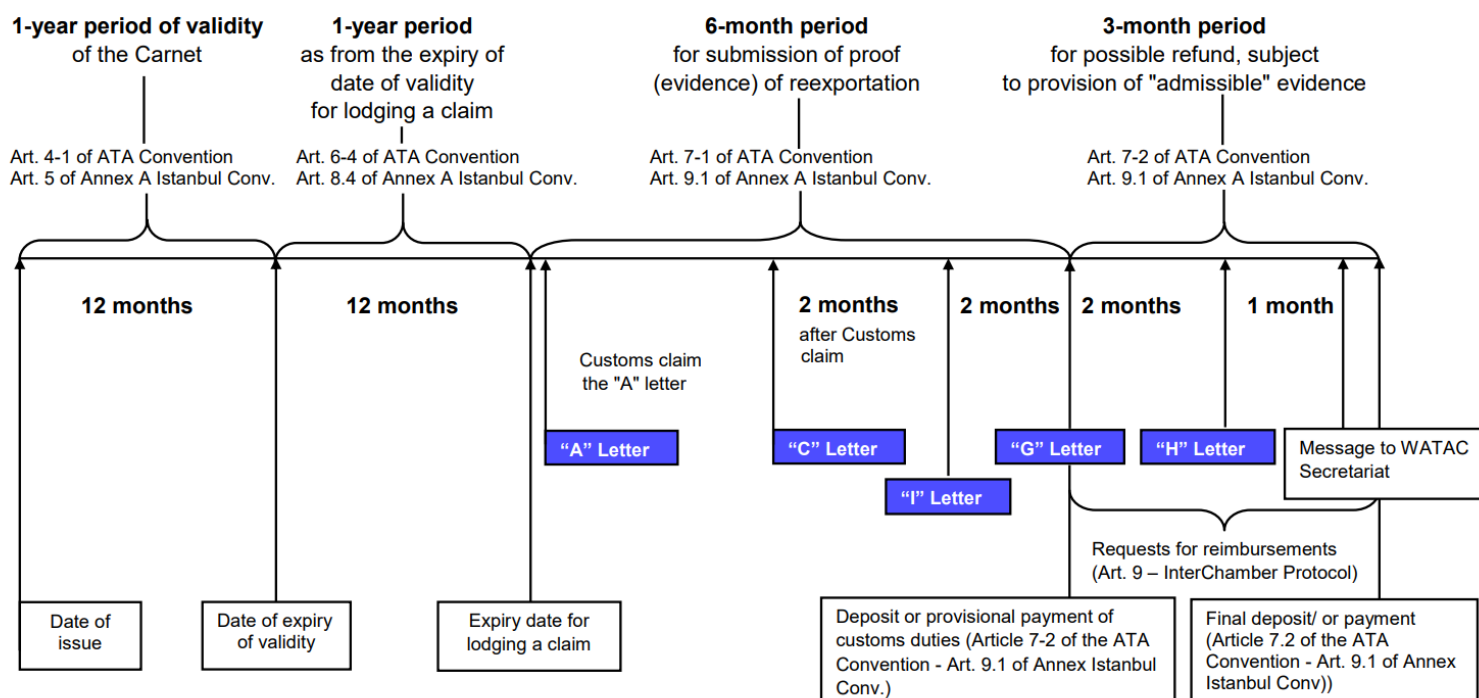 1-year period of validity
of the Carnet
1-year period
as from the expiry of
date of validity
for lodging a claim
6-month period
for submission of proof
(evidence) of reexportation
3-month period
for possible refund, subject
to provision of "admissible" evidence
Art. 4-1 of ATA Convention
Art. 5 of Annex A Istanbul Conv.
Art. 6-4 of ATA Convention
Art. 8.4 of Annex A Istanbul Conv.
Art. 7-1 of ATA Convention
Art. 9.1 of Annex A Istanbul Conv.
Art. 7-2 of ATA Convention
Art. 9.1 of Annex A Istanbul Conv.
12 months
12 months
2 months
after Customs
claim
2 months
2 months
1 month
Customs claim
the "A" letter
“A” Letter
“C” Letter
“I” Letter
“G” Letter
“H” Letter
Message to WATAC
Secretariat
Requests for reimbursements
(Art. 9 – InterChamber Protocol)
Date of
issue
Date of expiry
of validity
Expiry date for
lodging a claim
Deposit or provisional payment of
customs duties (Article 7-2 of the ATA
Convention - Art. 9.1 of Annex Istanbul
Conv.)
Final deposit/ or payment
(Article 7.2 of the ATA
Convention - Art. 9.1 of Annex
Istanbul Conv))